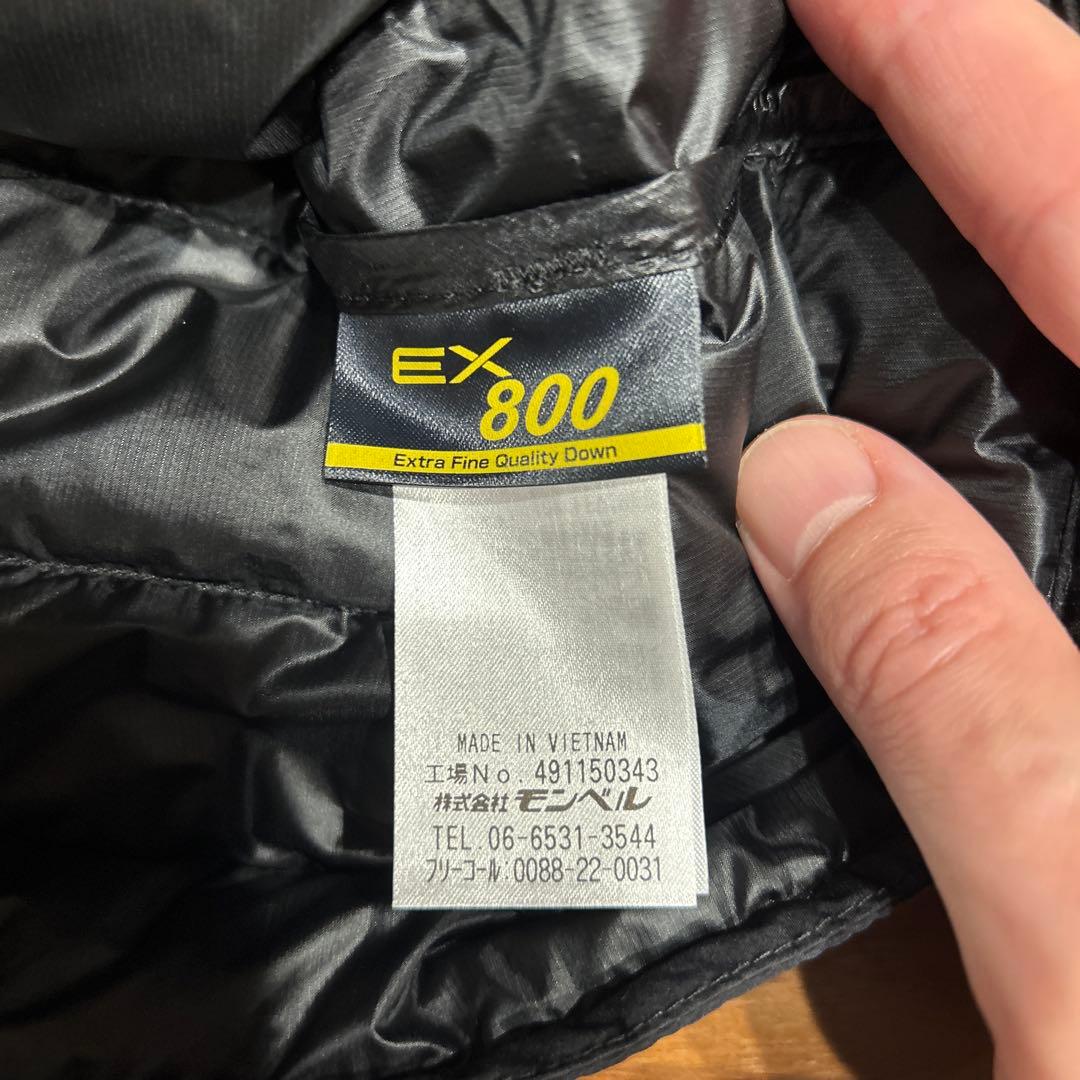 EX
800
Extra Fine Quality Down
MADE IN VIETNAM
工場No. 491150343
株式会社 モンベル
TEL. 06-6531-3544
フリーコール:0088-22-0031